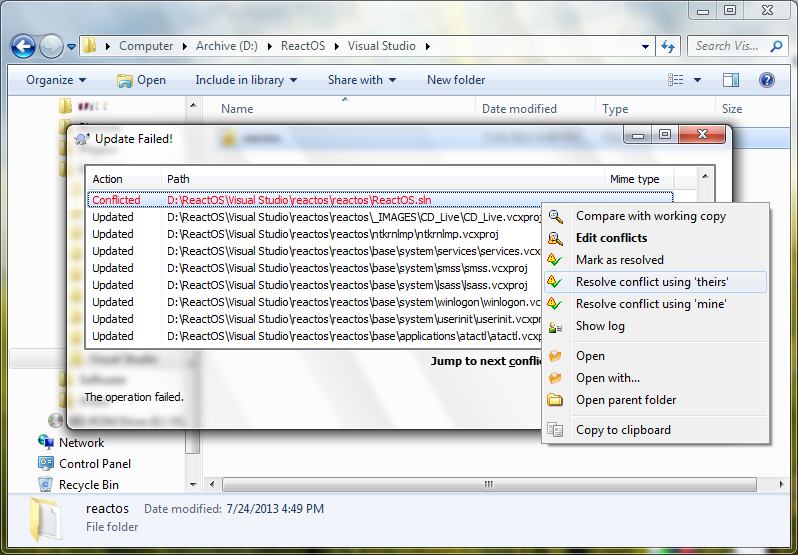 Computer ▸ Archive (D:) ▸ ReactOS ▸ Visual Studio ▸
Search Vis...
Organize Open Include in library Share with New folder
Name Date modified Type Size
Update Failed!
Action Path Mime type
Conflicted D:\ReactOS\Visual Studio\reactos\reactos\ReactOS.sln
Updated D:\ReactOS\Visual Studio\reactos\reactos\_IMAGES\CD_Live\CD_Live.vcxproj
Updated D:\ReactOS\Visual Studio\reactos\reactos\ntkrnlmp\ntkrnlmp.vcxproj
Updated D:\ReactOS\Visual Studio\reactos\reactos\base\system\services\services.vcxproj
Updated D:\ReactOS\Visual Studio\reactos\reactos\base\system\smss\smss.vcxproj
Updated D:\ReactOS\Visual Studio\reactos\reactos\base\system\lsass\lsass.vcxproj
Updated D:\ReactOS\Visual Studio\reactos\reactos\base\system\winlogon\winlogon.vc
Updated D:\ReactOS\Visual Studio\reactos\reactos\base\system\userinit\userinit.vcx
Updated D:\ReactOS\Visual Studio\reactos\reactos\base\applications\atactl\atactl.vcxp
Jump to next conflic
The operation failed.
Compare with working copy
Edit conflicts
Mark as resolved
Resolve conflict using 'theirs'
Resolve conflict using 'mine'
Show log
Open
Open with...
Open parent folder
Copy to clipboard
Visual Studio
Network
Control Panel
Recycle Bin
reactos Date modified: 7/24/2013 4:49 PM
File folder